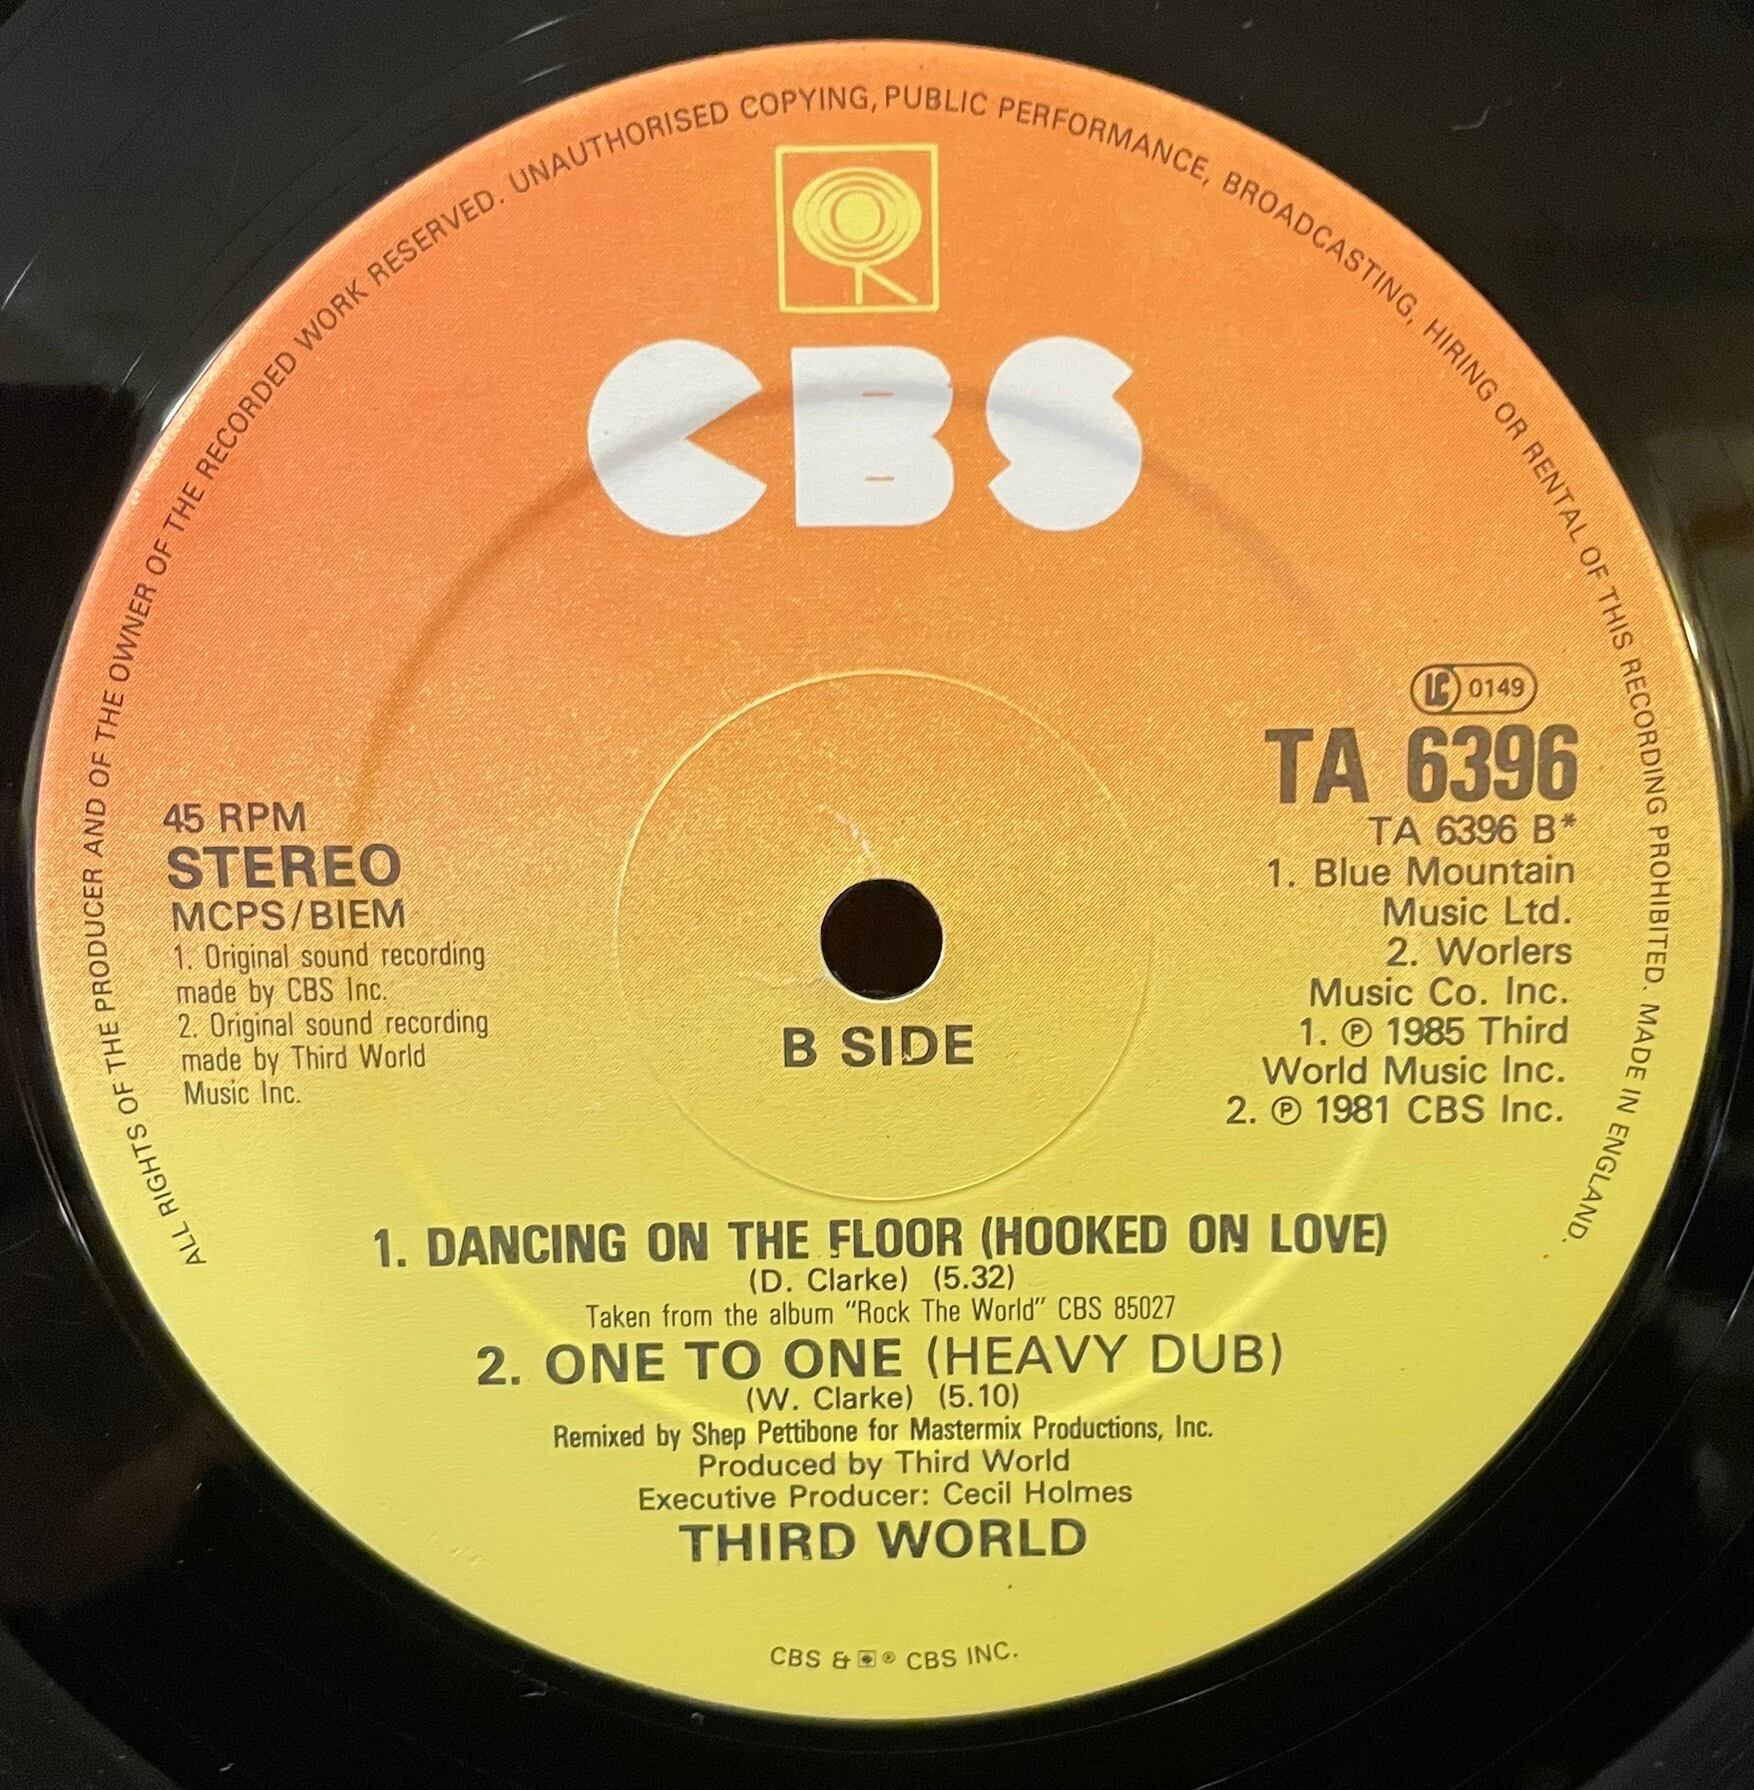 ALL RIGHTS OF THE PRODUCER AND OF THE OWNER OF THE RECORDED WORK RESERVED. UNAUTHORISED COPYING, PUBLIC PERFORMANCE, BROADCASTING, HIRING OR RENTAL OF THIS RECORDING PROHIBITED. MADE IN ENGLAND.
CBS
45 RPM
STEREO
MCPS/BIEM
1. Original sound recording
made by CBS Inc.
2. Original sound recording
made by Third World
Music Inc.
LC 0149
TA 6396
TA 6396 B*
1. Blue Mountain
Music Ltd.
2. Worlers
Music Co. Inc.
1. ℗ 1985 Third
World Music Inc.
2. ℗ 1981 CBS Inc.
B SIDE
1. DANCING ON THE FLOOR (HOOKED ON LOVE)
(D. Clarke) (5.32)
Taken from the album "Rock The World" CBS 85027
2. ONE TO ONE (HEAVY DUB)
(W. Clarke) (5.10)
Remixed by Shep Pettibone for Mastermix Productions, Inc.
Produced by Third World
Executive Producer: Cecil Holmes
THIRD WORLD
CBS & ® CBS INC.